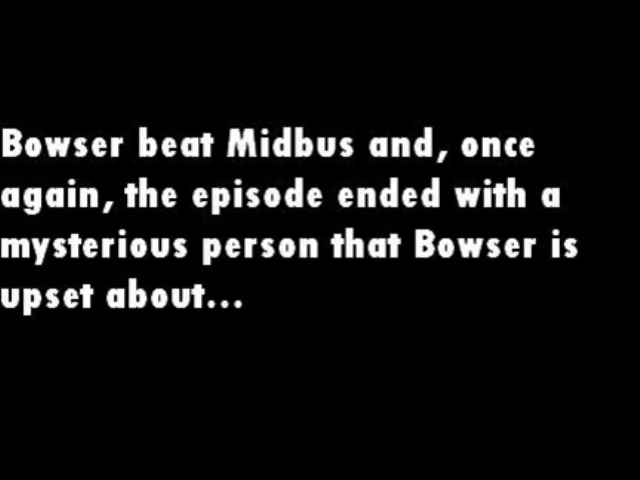 Bowser beat Midbus and, once
again, the episode ended with a
mysterious person that Bowser is
upset about...